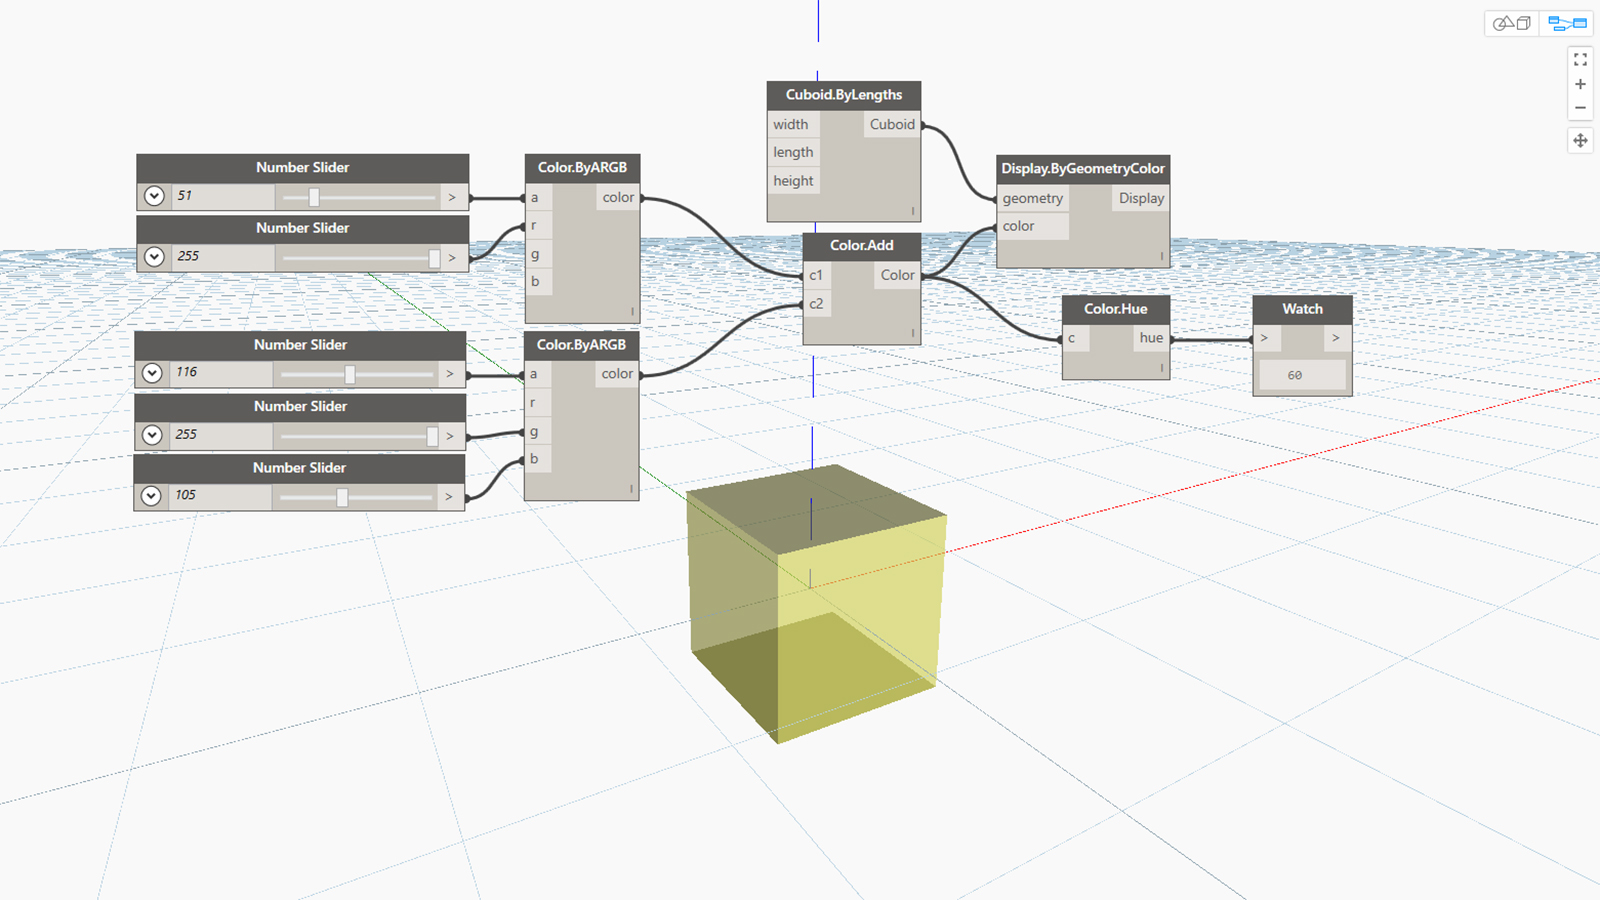 Cuboid.ByLengths
width
Cuboid
length
height
Number Slider
51
>
Number Slider
255
>
Color.ByARGB
a
color
r
g
b
Display.ByGeometryColor
geometry
Display
color
Color.Add
c1
Color
c2
Color.Hue
c
hue
Watch
>
>
60
Number Slider
116
>
Number Slider
255
>
Number Slider
105
>
Color.ByARGB
a
color
r
g
b